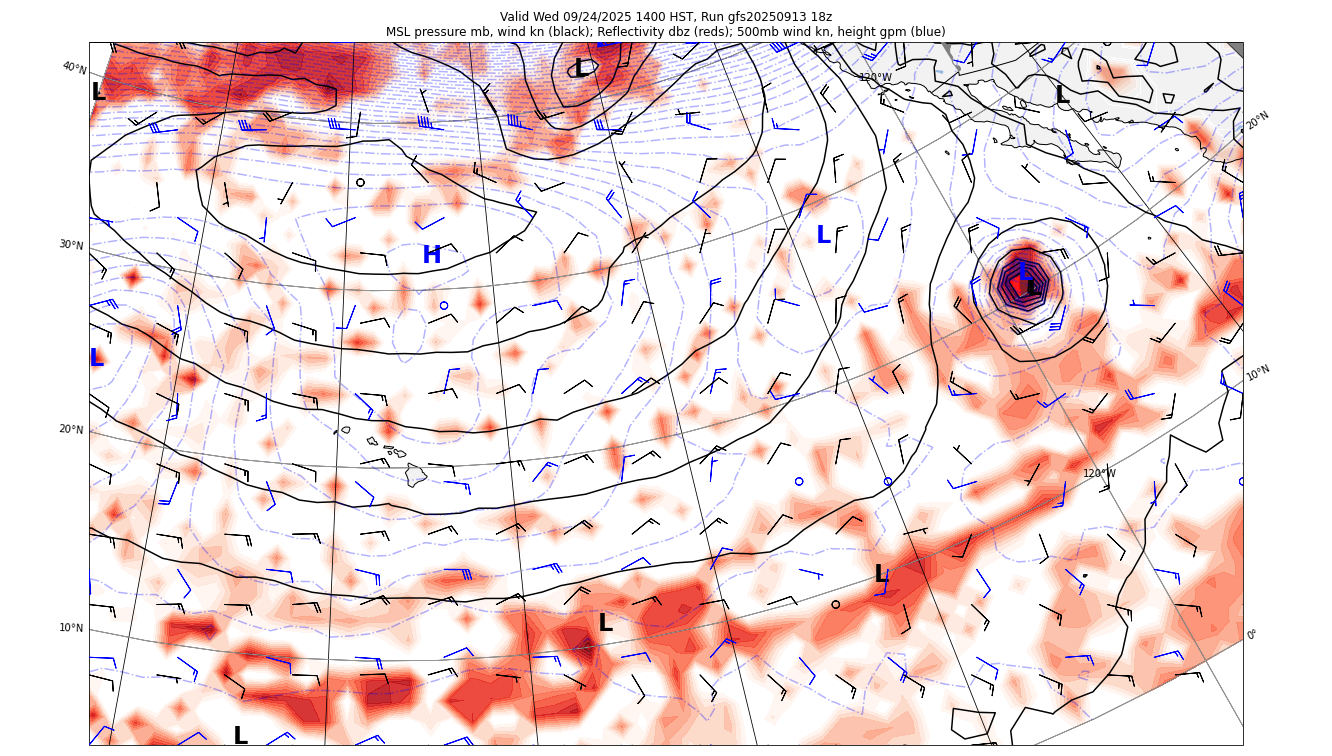 Valid Wed 09/24/2025 1400 HST, Run gfs20250913 18z
MSL pressure mb, wind kn (black); Reflectivity dbz (reds); 500mb wind kn, height gpm (blue)
40°N
L
L
120°W
L
20°N
30°N
H
L
L
L
L
10°N
20°N
120°W
L
L
10°N
0°
L